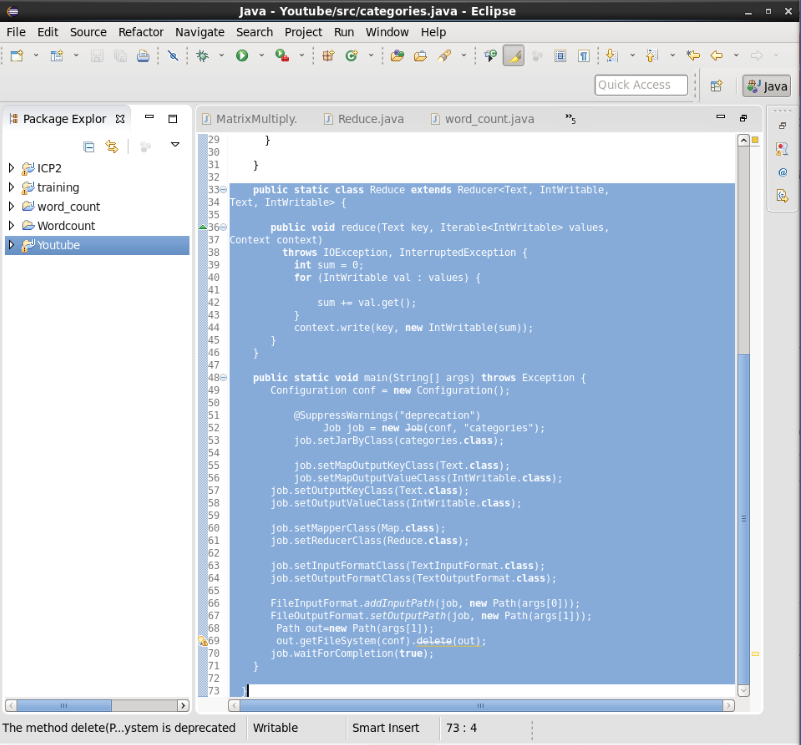 Java - Youtube/src/categories.java - Eclipse
File Edit Source Refactor Navigate Search Project Run Window Help
Quick Access
Java
Package Explor
MatrixMultiply.
Reduce.java
word_count.java
»5
ICP2
training
word_count
Wordcount
Youtube
29 }
30
31 }
32
33 public static class Reduce extends Reducer<Text, IntWritable,
34 Text, IntWritable> {
35
36 public void reduce(Text key, Iterable<IntWritable> values,
37 Context context)
38 throws IOException, InterruptedException {
39 int sum = 0;
40 for (IntWritable val : values) {
41
42 sum += val.get();
43 }
44 context.write(key, new IntWritable(sum));
45 }
46 }
47
48 public static void main(String[] args) throws Exception {
49 Configuration conf = new Configuration();
50
51 @SuppressWarnings("deprecation")
52 Job job = new Job(conf, "categories");
53 job.setJarByClass(categories.class);
54
55 job.setMapOutputKeyClass(Text.class);
56 job.setMapOutputValueClass(IntWritable.class);
57 job.setOutputKeyClass(Text.class);
58 job.setOutputValueClass(IntWritable.class);
59
60 job.setMapperClass(Map.class);
61 job.setReducerClass(Reduce.class);
62
63 job.setInputFormatClass(TextInputFormat.class);
64 job.setOutputFormatClass(TextOutputFormat.class);
65
66 FileInputFormat.addInputPath(job, new Path(args[0]));
67 FileOutputFormat.setOutputPath(job, new Path(args[1]));
68 Path out=new Path(args[1]);
69 out.getFileSystem(conf).delete(out);
70 job.waitForCompletion(true);
71 }
72
73 }
The method delete(P...ystem is deprecated
Writable
Smart Insert
73 : 4